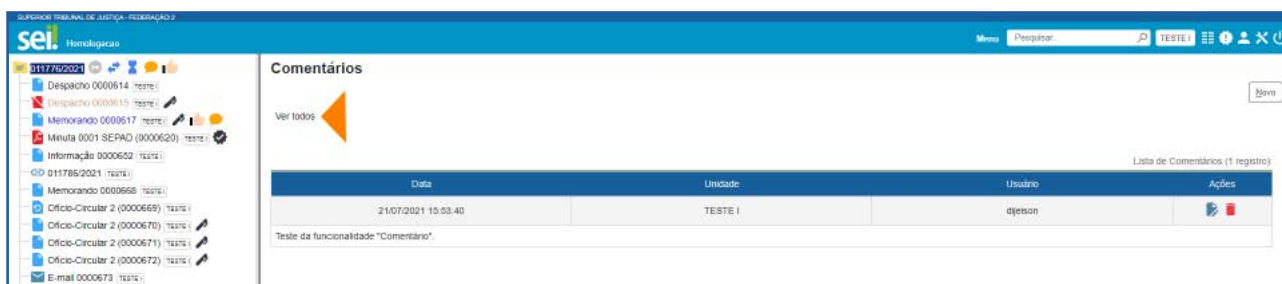 SUPERIOR TRIBUNAL DE JUSTIÇA - FEDERAÇÃO 2
sei. Homologacao
Menu Pesquisar... TESTE I
011776/2021
Despacho 0000614 TESTE I
Despacho 0000615 TESTE I
Memorando 0000617 TESTE I
Minuta 0001 SEPAD (0000620) TESTE I
Informação 0000652 TESTE I
011786/2021 TESTE I
Memorando 0000668 TESTE I
Ofício-Circular 2 (0000669) TESTE I
Ofício-Circular 2 (0000670) TESTE I
Ofício-Circular 2 (0000671) TESTE I
Ofício-Circular 2 (0000672) TESTE I
E-mail 0000673 TESTE I
Comentários
Novo
Ver todos
Lista de Comentários (1 registro):
Data Unidade Usuário Ações
21/07/2021 15:53:40 TESTE I dijeison
Teste da funcionalidade "Comentário".